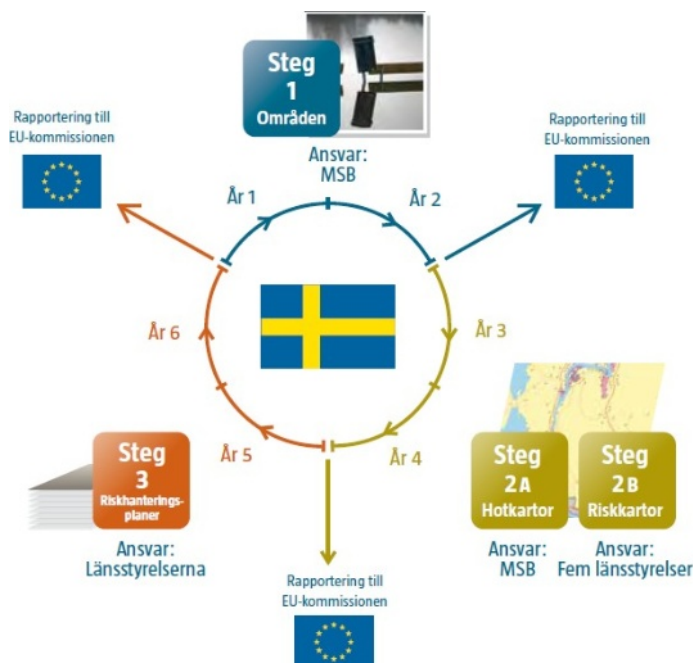 Steg
1
Områden
Ansvar:
MSB
Rapportering till
EU-kommissionen
Rapportering till
EU-kommissionen
År 1
År 2
År 6
År 3
År 5
År 4
Steg
3
Riskhanterings-
planer
Ansvar:
Länsstyrelserna
Steg
2A
Hotkartor
Ansvar:
MSB
Steg
2B
Riskkartor
Ansvar:
Fem länsstyrelser
Rapportering till
EU-kommissionen